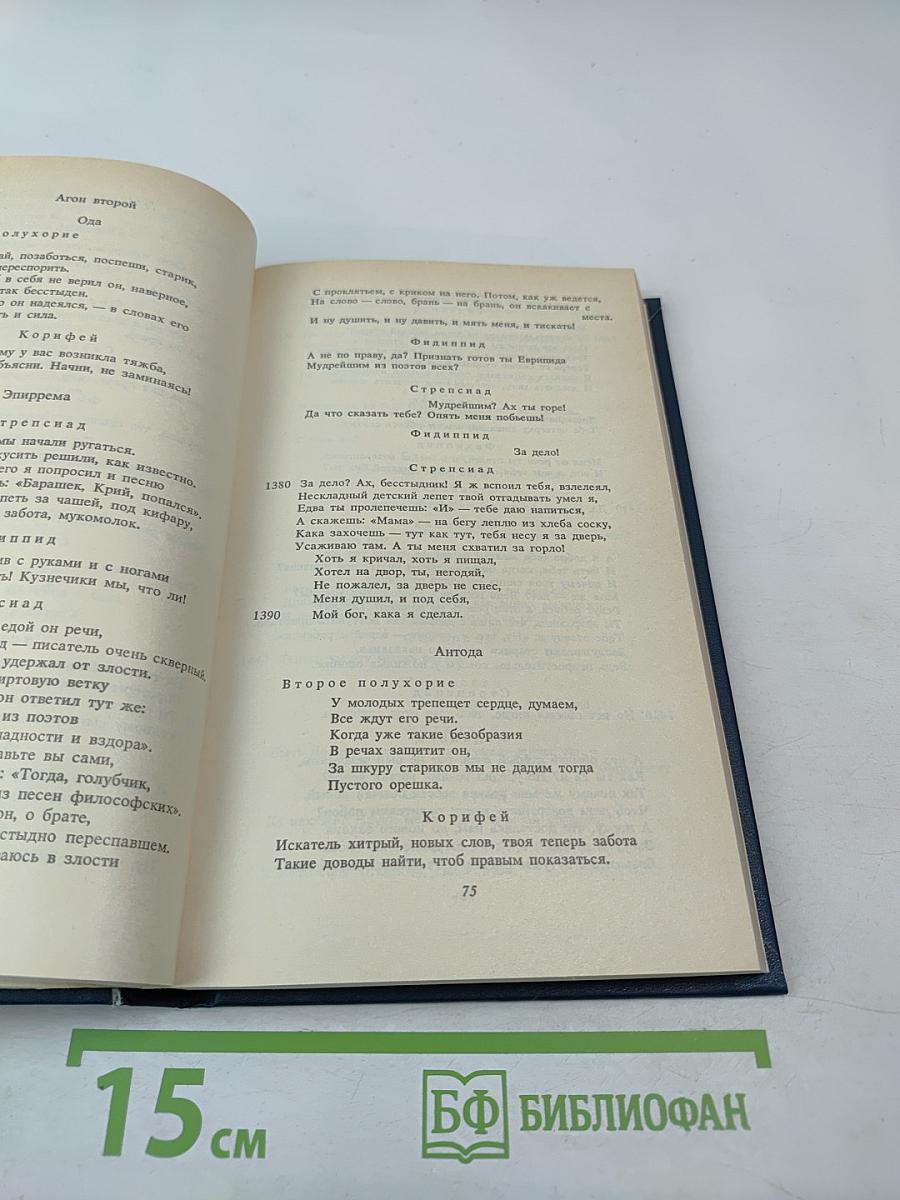 Агон второй
Ода
олухорие
ай, позаботься, поспеши, старик,
переспорить.
в себя не верил он, наверное,
так бесстыден.
о он надеялся, — в словах его
ть и сила.
Корифей
му у вас возникла тяжба,
бъясни. Начни, не заминаясь!
Эпиррема
трепсиад
мы начали ругаться.
кусить решили, как известно.
его я попросил и песню
ь: «Барашек, Крий, попался».
петь за чашей, под кифару,
забота, мукомолок.
иппид
ив с руками и с ногами
ть! Кузнечики мы, что ли!
сиад
едой он речи,
д — писатель очень скверный.
удержал от злости.
иртовую ветку
он ответил тут же:
из поэтов
ладности и вздора».
авьте вы сами,
: «Тогда, голубчик,
из песен философских».
он, о брате,
стыдно переспавшем.
аюсь в злости
С проклятьем, с криком на него. Потом, как уж ведется,
На слово — слово, брань — на брань, он вскакивает с
места.
И ну душить, и ну давить, и мять меня, и тискать!
Фидиппид
А не по праву, да? Признать готов ты Еврипида
Мудрейшим из поэтов всех?
Стрепсиад
Мудрейшим? Ах ты горе!
Да что сказать тебе? Опять меня побьешь!
Фидиппид
За дело!
Стрепсиад
1380 За дело? Ах, бесстыдник! Я ж вспоил тебя, взлелеял,
Нескладный детский лепет твой отгадывать умел я,
Едва ты пролепечешь: «И» — тебе даю напиться,
А скажешь: «Мама» — на бегу леплю из хлеба соску,
Кака захочешь — тут как тут, тебя несу я за дверь,
Усаживаю там. А ты меня схватил за горло!
Хоть я кричал, хоть я пищал,
Хотел на двор, ты, негодяй,
Не пожалел, за дверь не снес,
Меня душил, и под себя,
1390 Мой бог, кака я сделал.
Антода
Второе полухорие
У молодых трепещет сердце, думаем,
Все ждут его речи.
Когда уже такие безобразия
В речах защитит он,
За шкуру стариков мы не дадим тогда
Пустого орешка.
Корифей
Искатель хитрый, новых слов, твоя теперь забота
Такие доводы найти, чтоб правым показаться.
75
15 см
БФ БИБЛИОФАН